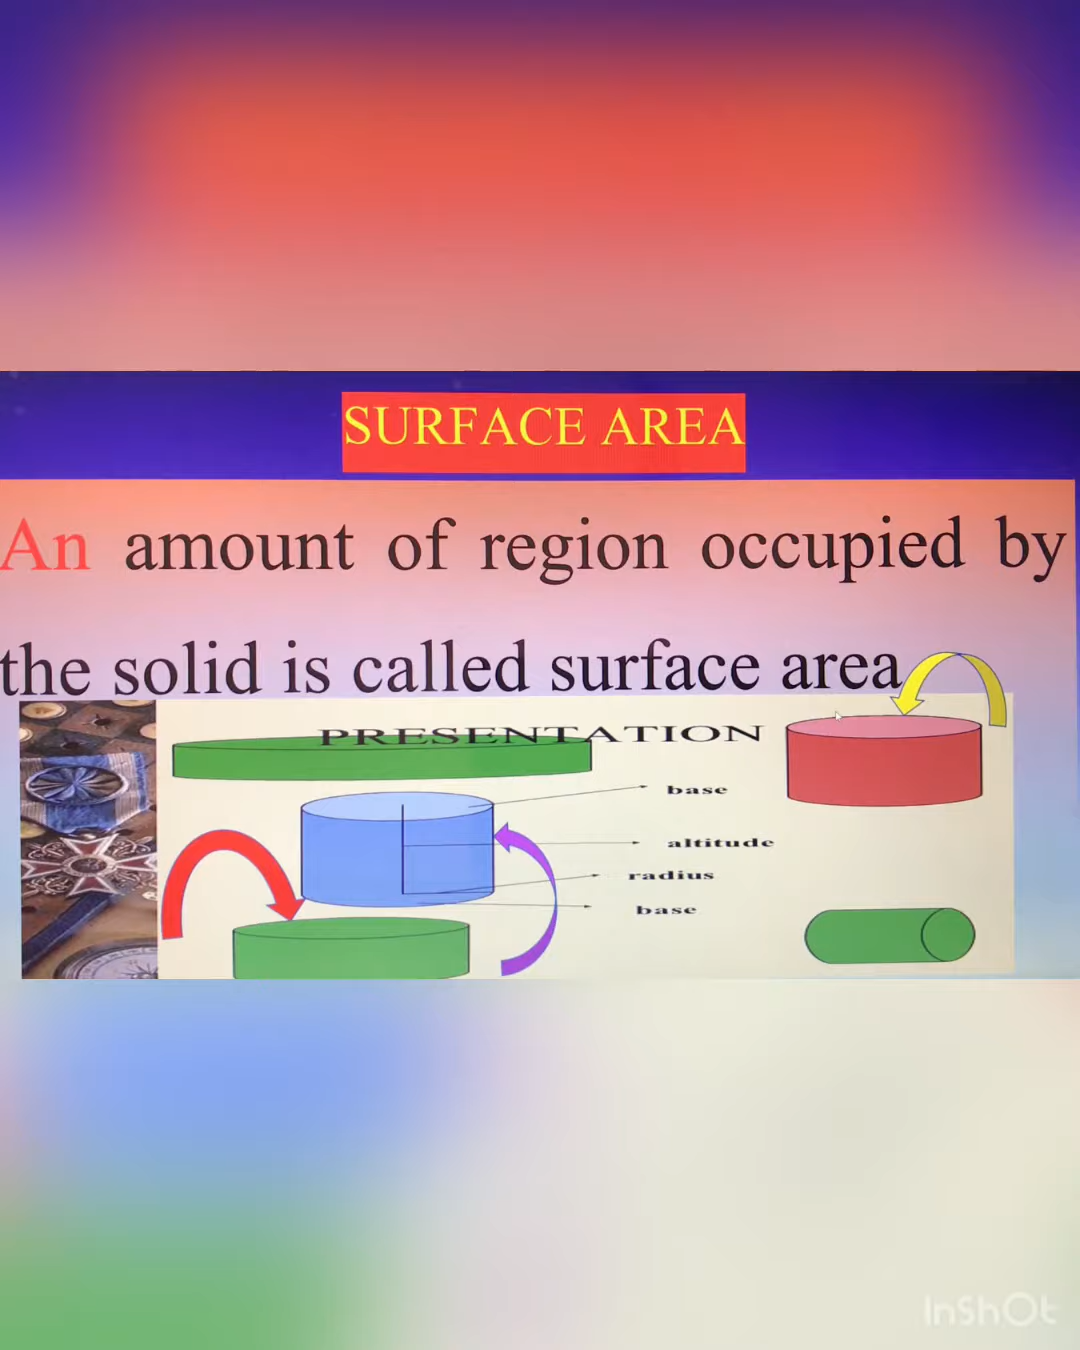 SURFACE AREA
An amount of region occupied by
the solid is called surface area
PRESENTATION
base
altitude
radius
base
InShOt